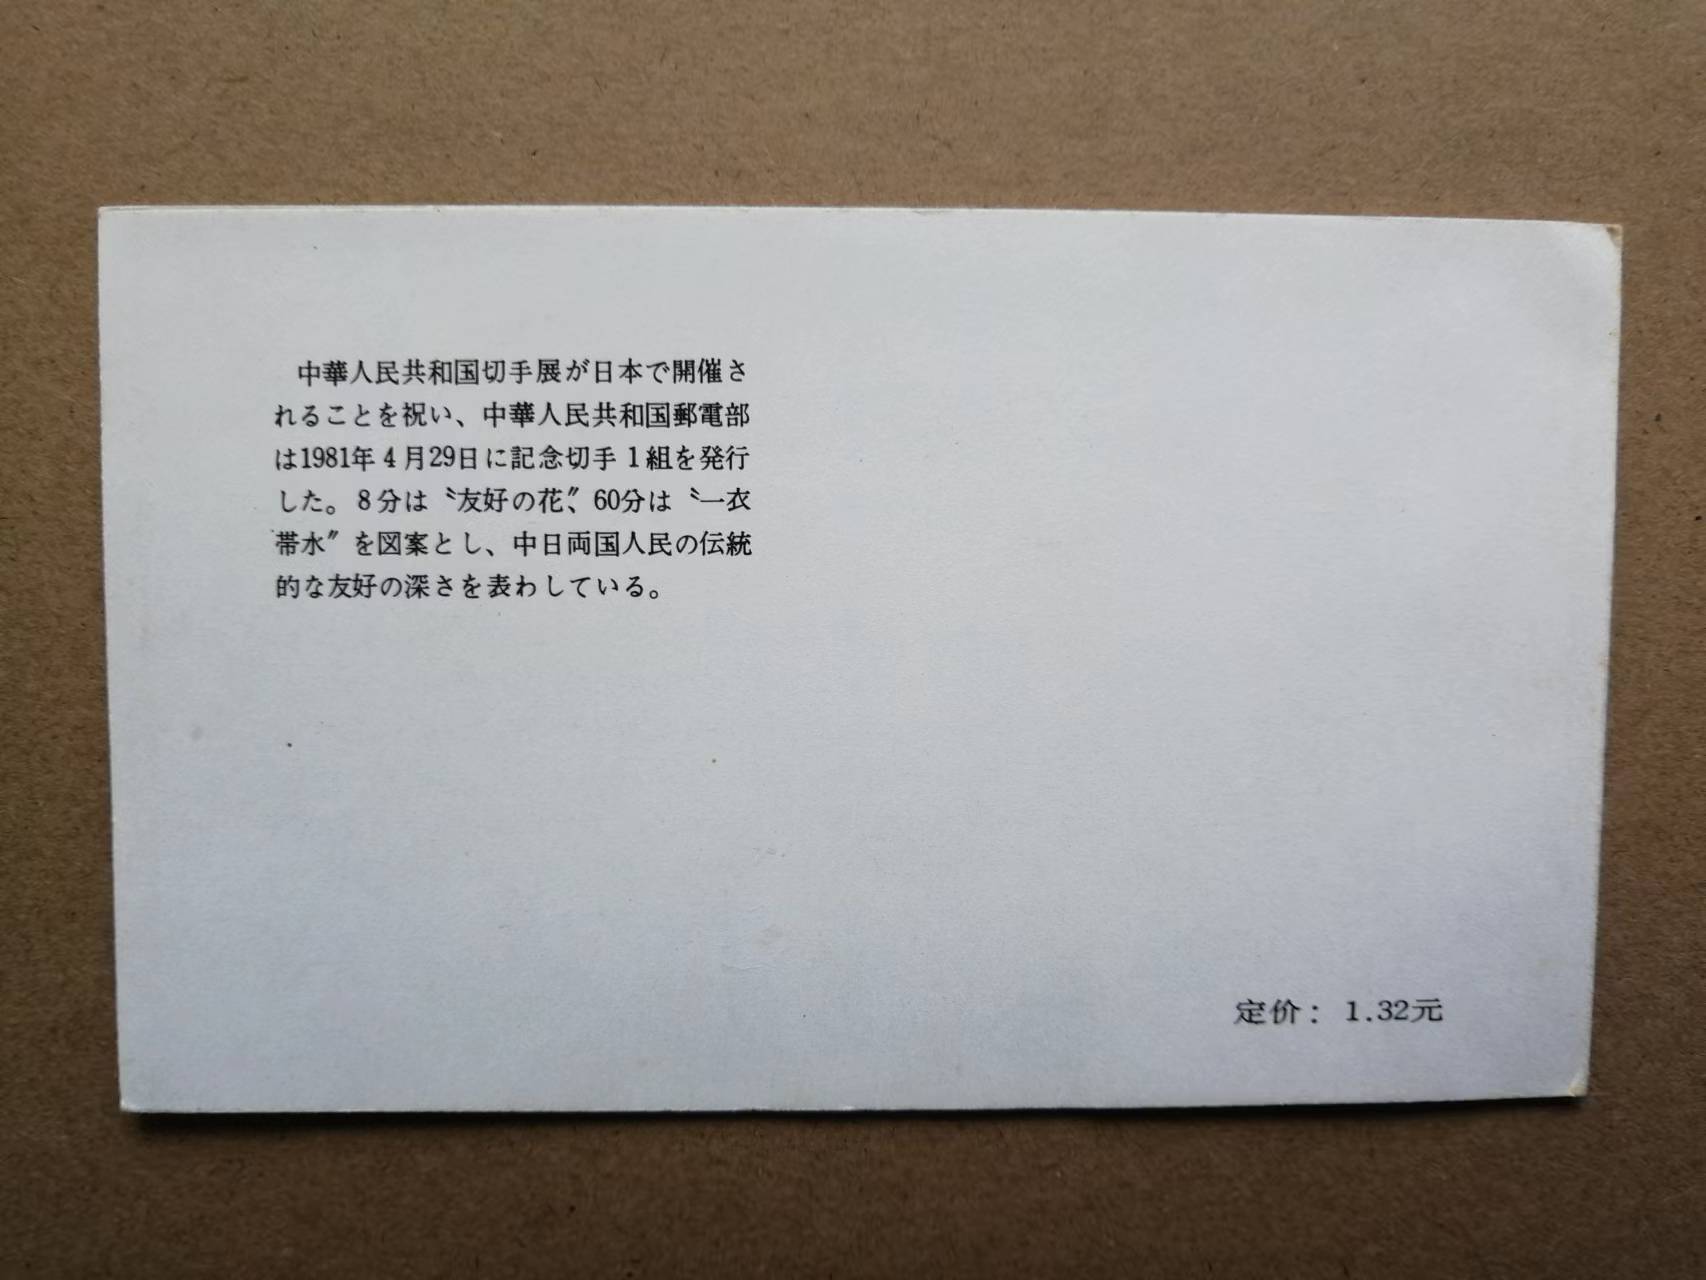 中華人民共和国切手展が日本で開催さ
れることを祝い、中華人民共和国郵電部
は1981年4月29日に記念切手1組を発行
した。8分は〝友好の花〞、60分は〝一衣
帯水〞を図案とし、中日両国人民の伝統
的な友好の深さを表わしている。
定价： 1.32元